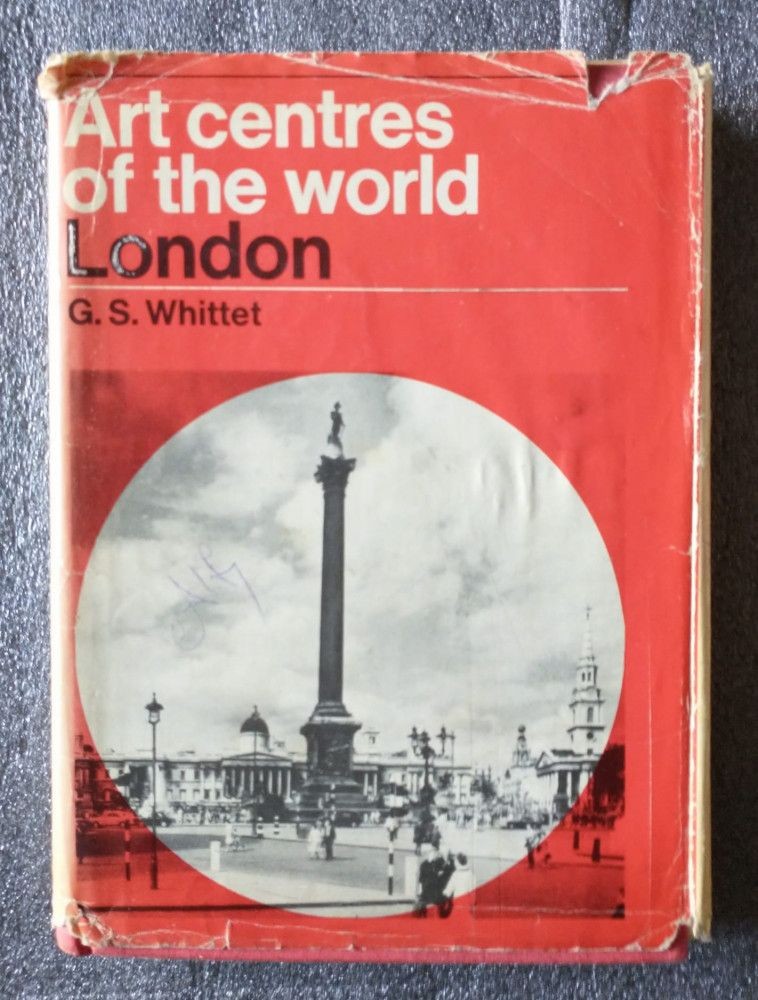 Art centres
of the world
London
G. S. Whittet